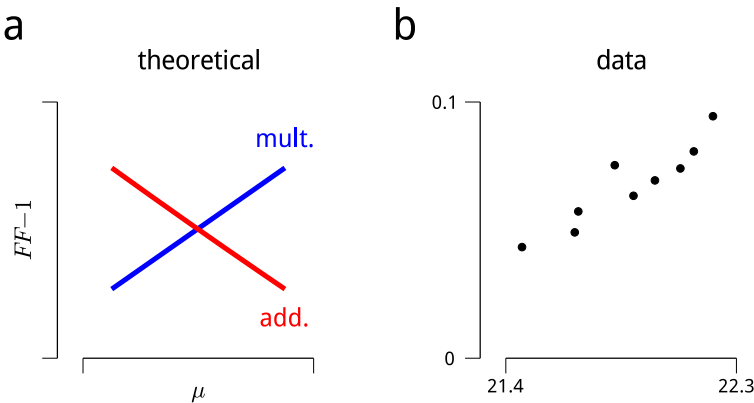 a
theoretical
mult.
FF−1
add.
μ
b
data
0.1
0
21.4
22.3